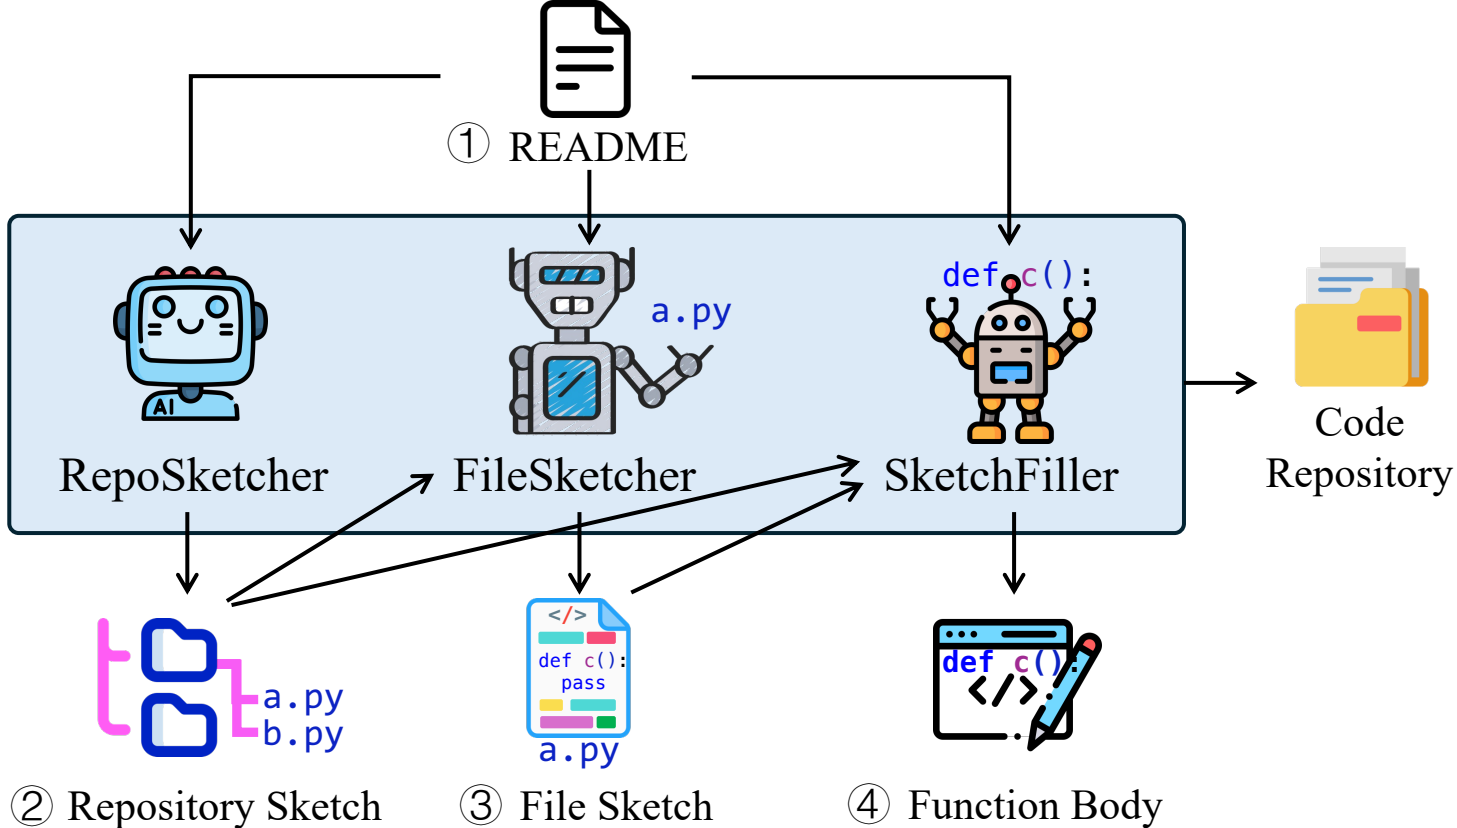 ① README
def c():
a.py
AI
RepoSketcher
FileSketcher
SketchFiller
Code
Repository
</>
def c():
pass
a.py
a.py
b.py
def c():
</>
② Repository Sketch
③ File Sketch
④ Function Body